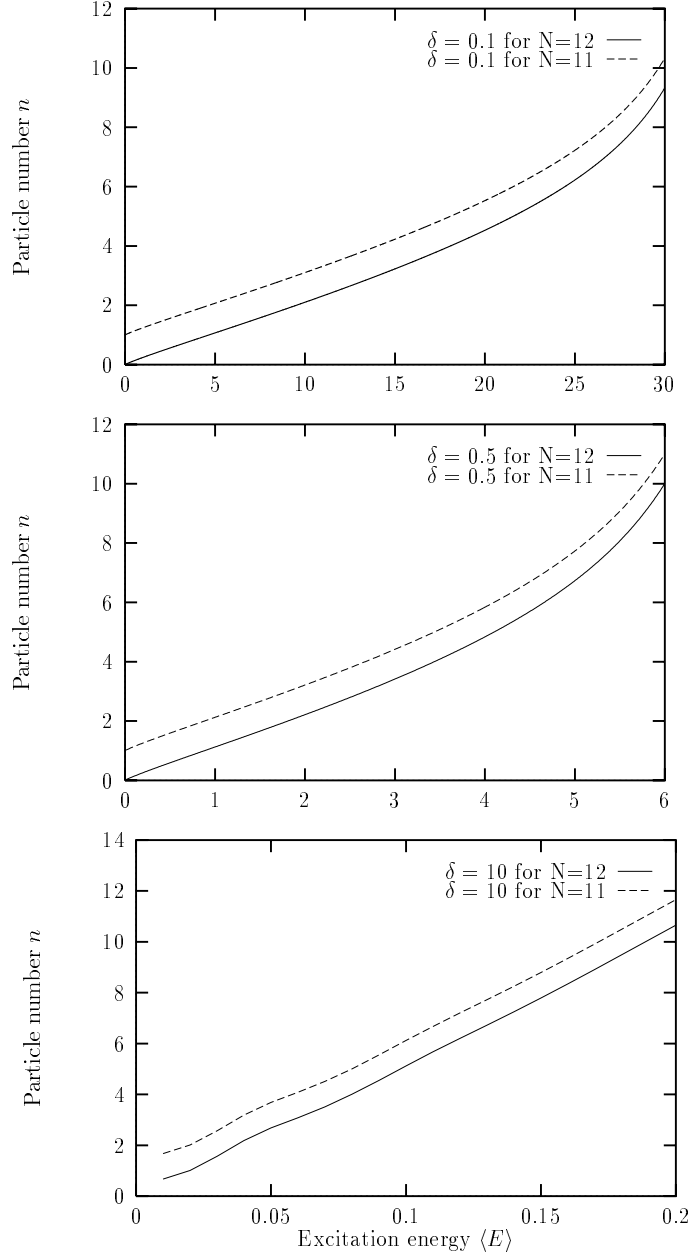 12
δ = 0.1 for N=12
δ = 0.1 for N=11
10
8
Particle number n
6
4
2
0
0 5 10 15 20 25 30
12
δ = 0.5 for N=12
δ = 0.5 for N=11
10
8
Particle number n
6
4
2
0
0 1 2 3 4 5 6
14
δ = 10 for N=12
δ = 10 for N=11
12
10
8
Particle number n
6
4
2
0
0 0.05 0.1 0.15 0.2
Excitation energy ⟨E⟩